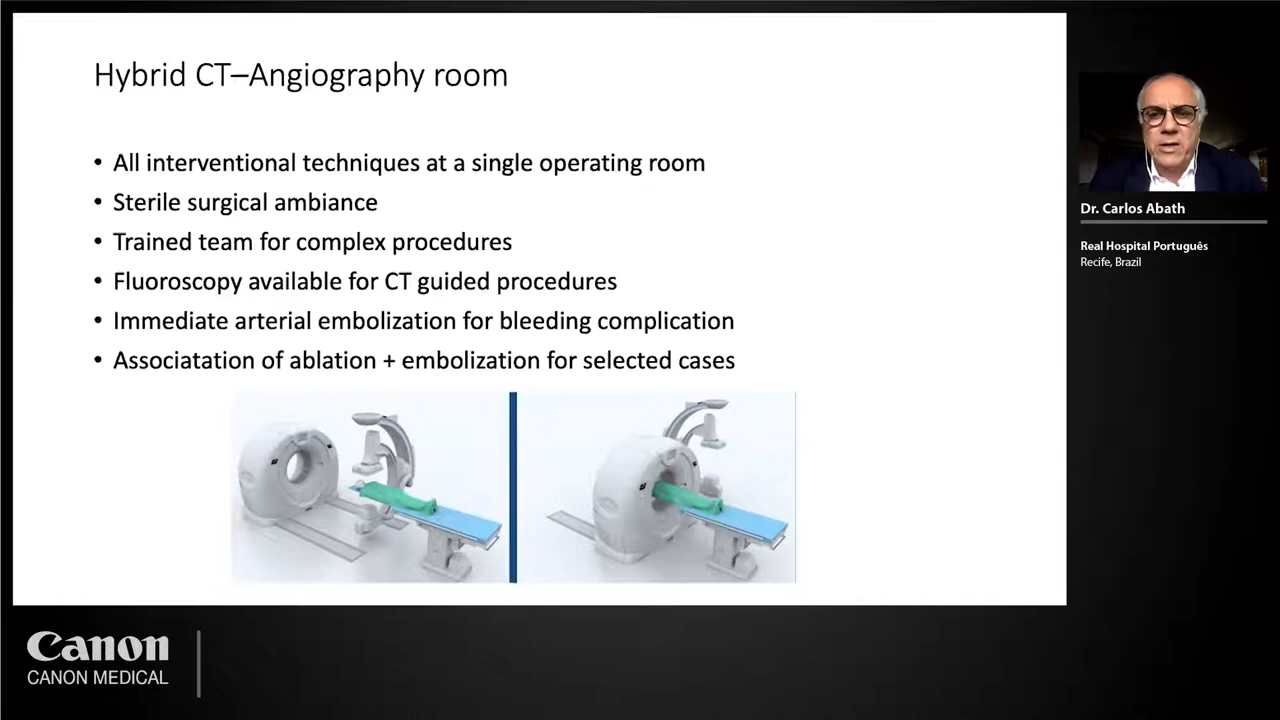 Hybrid CT–Angiography room
• All interventional techniques at a single operating room
• Sterile surgical ambiance
• Trained team for complex procedures
• Fluoroscopy available for CT guided procedures
• Immediate arterial embolization for bleeding complication
• Associatation of ablation + embolization for selected cases
Dr. Carlos Abath
Real Hospital Português
Recife, Brazil
Canon
CANON MEDICAL